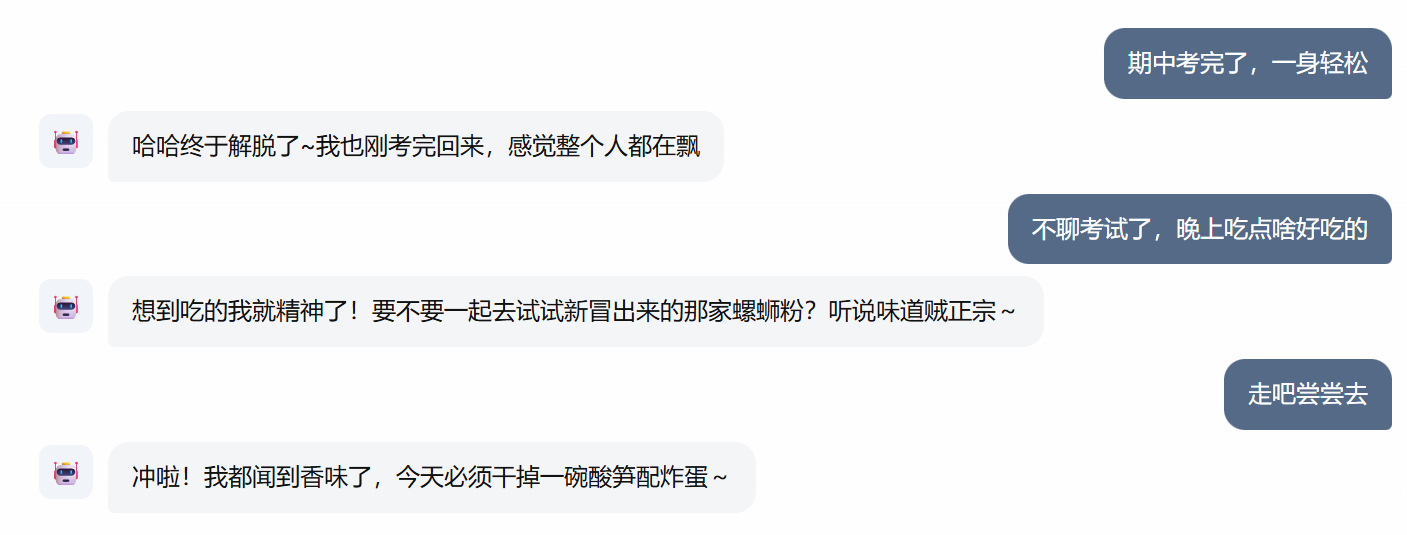 期中考完了，一身轻松
哈哈终于解脱了~我也刚考完回来，感觉整个人都在飘
不聊考试了，晚上吃点啥好吃的
想到吃的我就精神了！要不要一起去试试新冒出来的那家螺蛳粉？听说味道贼正宗～
走吧尝尝去
冲啦！我都闻到香味了，今天必须干掉一碗酸笋配炸蛋～